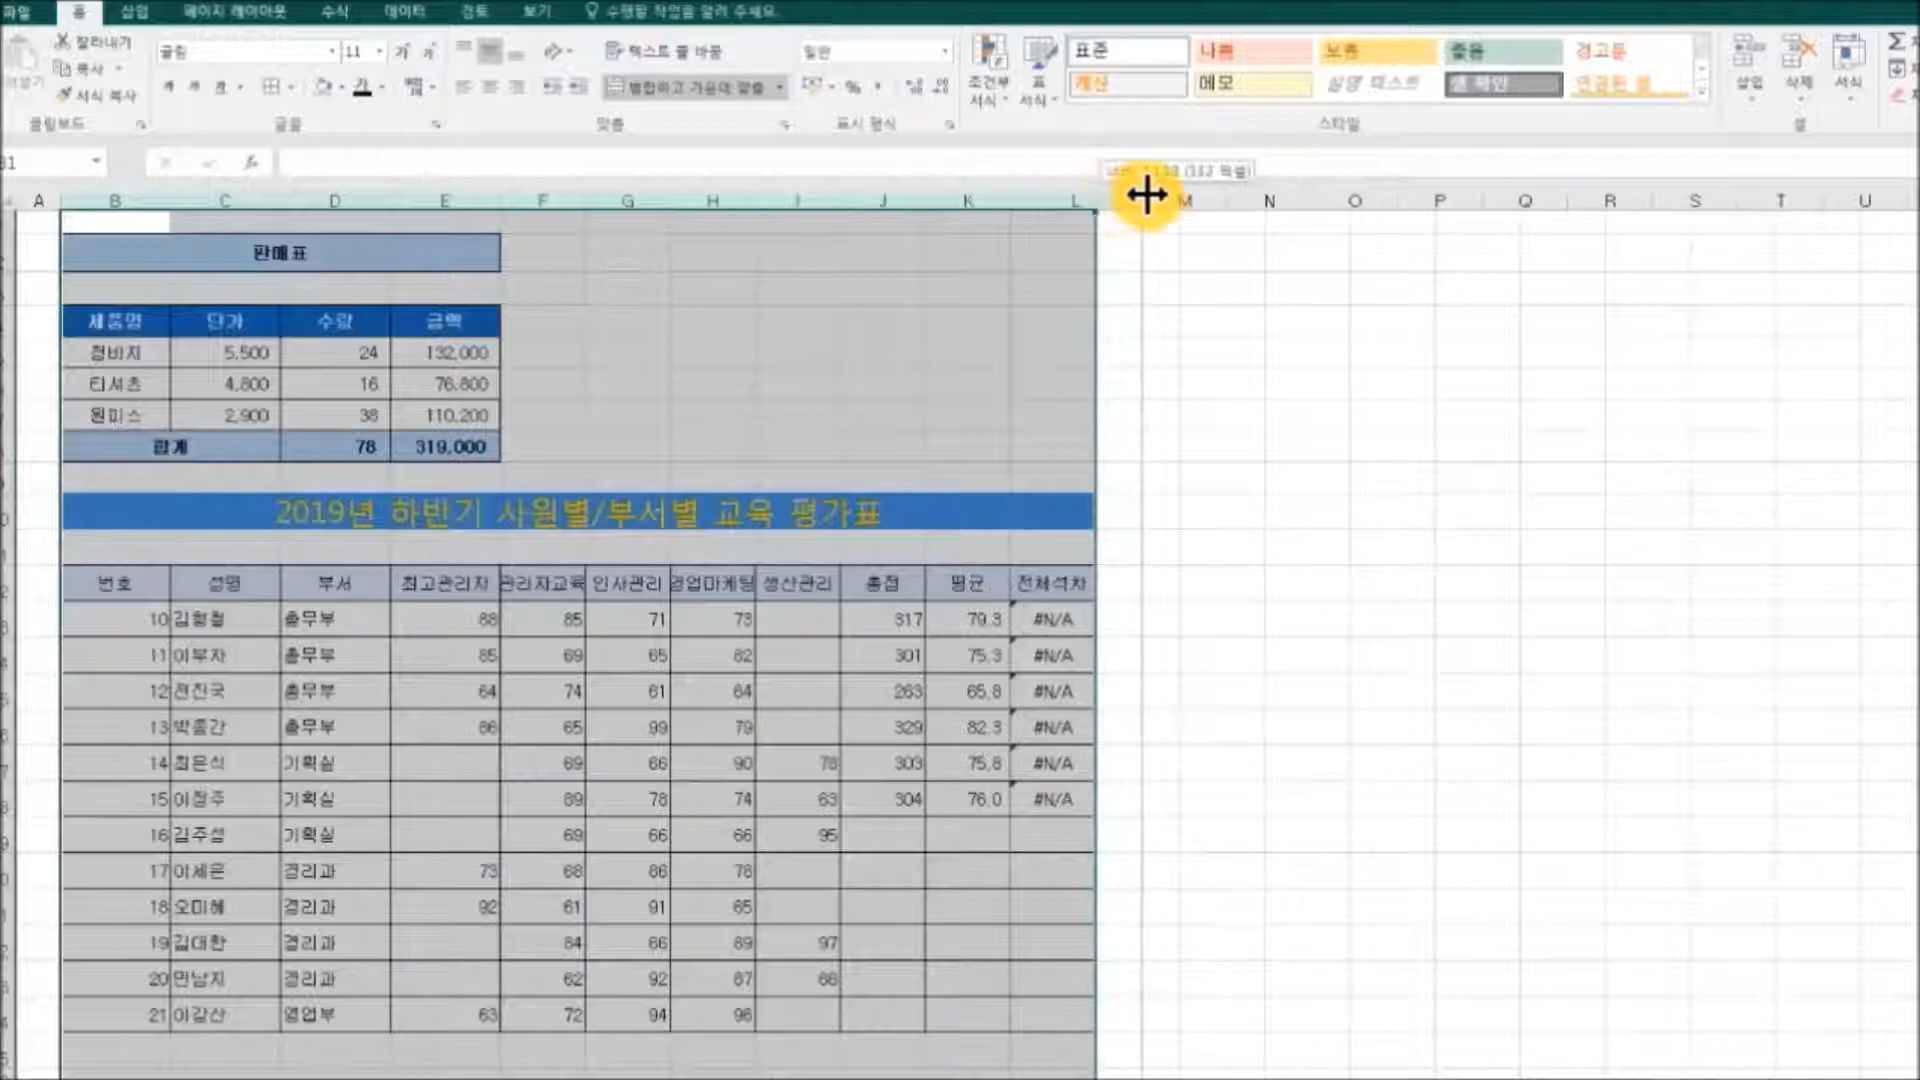 파일 홈 삽입 페이지 레이아웃 수식 데이터 검토 보기 수행할 작업을 알려 주세요.
잘라내기
복사
서식 복사
굴림 11 가 가
텍스트 줄 바꿈
병합하고 가운데 맞춤
일반
조건부 서식
표 서식
표준 나쁨 보통 좋음 경고문
계산 메모 설명 텍스트 셀 확인 연결된 셀
삽입 삭제 서식
클립보드 글꼴 맞춤 표시 형식 스타일 셀
A B C D E F G H I J K L M N O P Q R S T U
판매표
제품명 단가 수량 금액
청바지 5,500 24 132,000
티셔츠 4,800 16 76,800
원피스 2,900 38 110,200
합계 78 319,000
2019년 하반기 사원별/부서별 교육 평가표
번호 성명 부서 최고관리자 관리자교육 인사관리 영업마케팅 생산관리 총점 평균 전체석차
10 김형철 총무부 88 85 71 73 317 79.3 #N/A
11 이부자 총무부 85 69 65 82 301 75.3 #N/A
12 전진국 총무부 64 74 61 64 263 65.8 #N/A
13 박종간 총무부 86 65 99 79 329 82.3 #N/A
14 최은식 기획실 69 66 90 78 303 75.8 #N/A
15 이창주 기획실 89 78 74 63 304 76.0 #N/A
16 김주섭 기획실 69 66 66 95
17 이세은 경리과 73 68 86 78
18 오미혜 경리과 92 61 91 65
19 김대환 경리과 84 66 89 97
20 민남지 경리과 62 92 87 66
21 이갈산 영업부 63 72 94 96